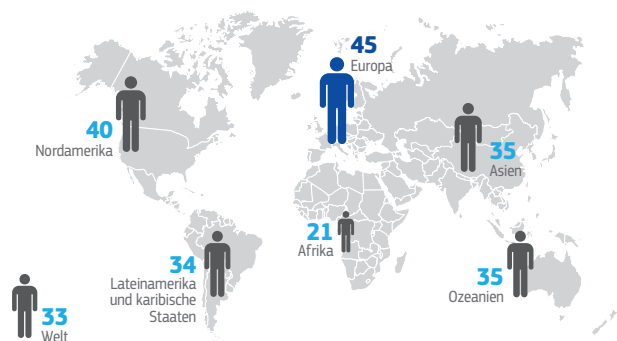 45
Europa
40
Nordamerika
35
Asien
21
Afrika
34
Lateinamerika
und karibische
Staaten
35
Ozeanien
33
Welt